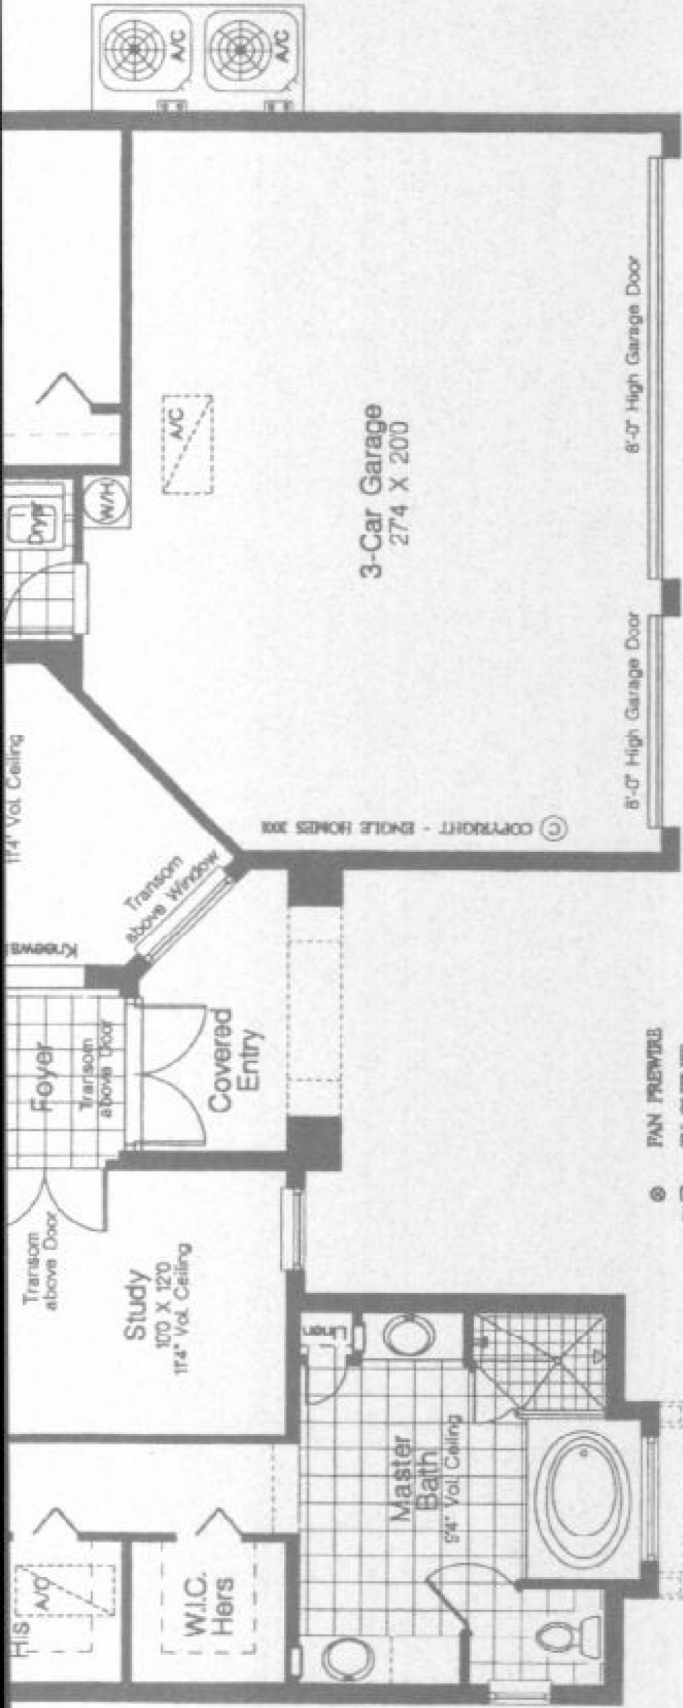 A/C
A/C
A/C
W/H
Dryer
3-Car Garage
27'4 X 20'0
8'-0" High Garage Door
8'-0" High Garage Door
11'4" Vol. Ceiling
© COPYRIGHT - ENGLE HOMES
Transom
above Window
Foyer
Transom
above Door
Covered
Entry
Transom
above Door
Study
10'0 X 12'0
11'4" Vol. Ceiling
⊗ FAN PREWIRE
Linen
Master
Bath
9'4" Vol. Ceiling
His
A/C
W.I.C.
Hers